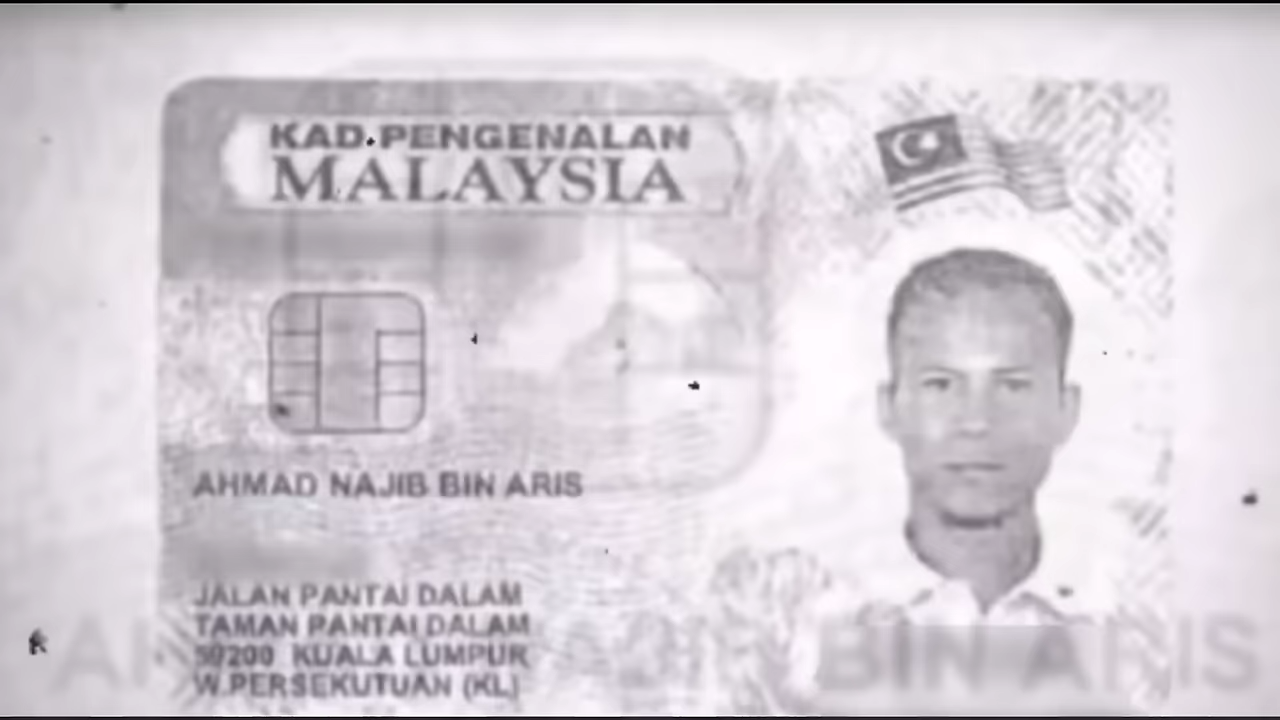 KAD PENGENALAN
MALAYSIA
AHMAD NAJIB BIN ARIS
JALAN PANTAI DALAM
TAMAN PANTAI DALAM
59200 KUALA LUMPUR
W.PERSEKUTUAN (KL)
BIN ARIS